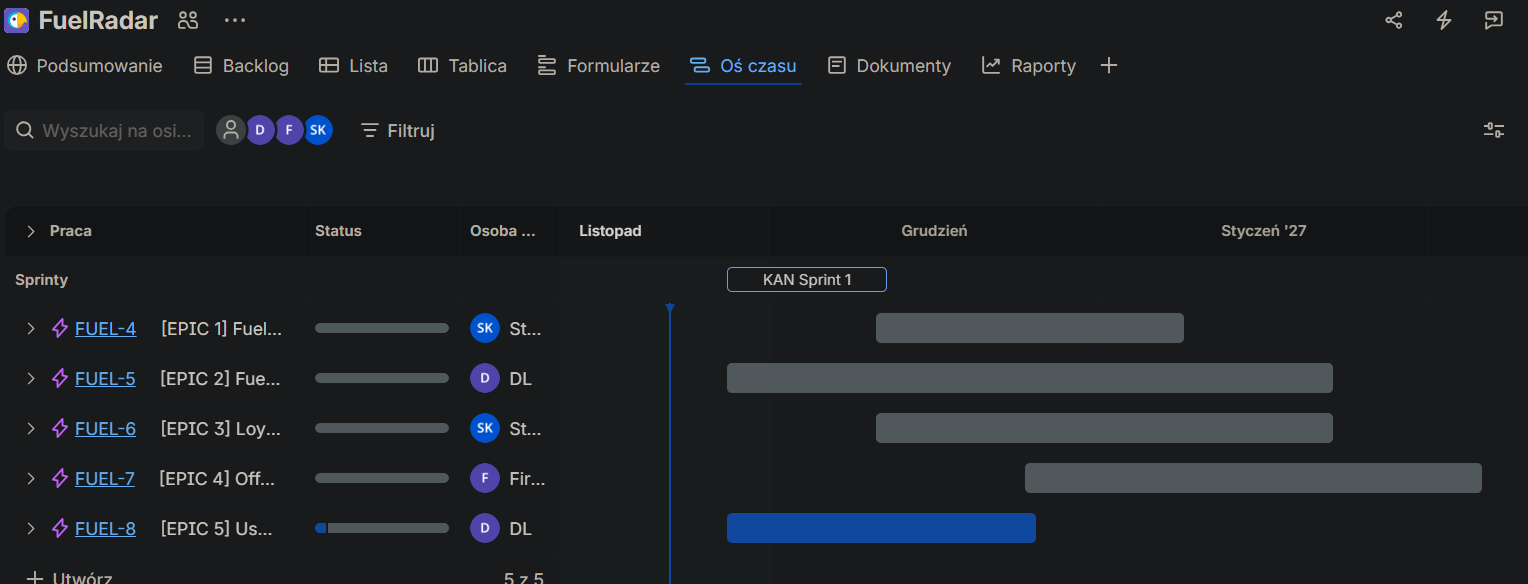 FuelRadar
Podsumowanie Backlog Lista Tablica Formularze Oś czasu Dokumenty Raporty
Wyszukaj na osi... D F SK Filtruj
Praca Status Osoba ... Listopad Grudzień Styczeń '27
Sprinty KAN Sprint 1
FUEL-4 [EPIC 1] Fuel... SK St...
FUEL-5 [EPIC 2] Fue... D DL
FUEL-6 [EPIC 3] Loy... SK St...
FUEL-7 [EPIC 4] Off... F Fir...
FUEL-8 [EPIC 5] Us... D DL
Utwórz 5 z 5